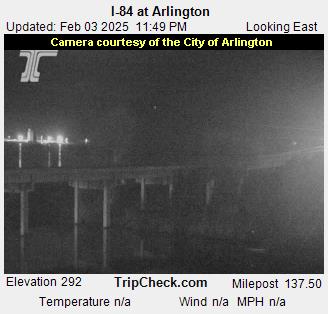 I-84 at Arlington
Updated: Feb 03 2025 11:49 PM Looking East
Camera courtesy of the City of Arlington
Elevation 292 TripCheck.com Milepost 137.50
Temperature n/a Wind n/a MPH n/a